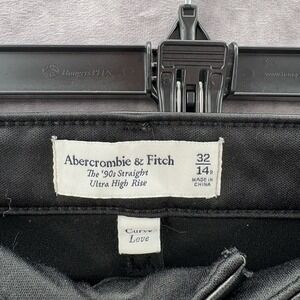 Abercrombie & Fitch
The '90s Straight
Ultra High Rise
32
14R
MADE IN
CHINA
Curve
Love